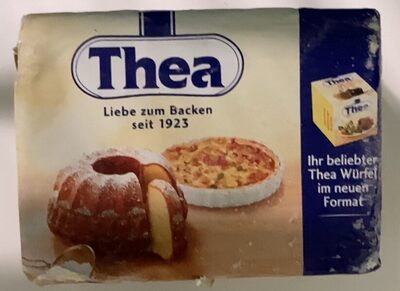 Thea
Liebe zum Backen
seit 1923
Thea
Thea
Ihr beliebter
Thea Würfel
im neuen
Format